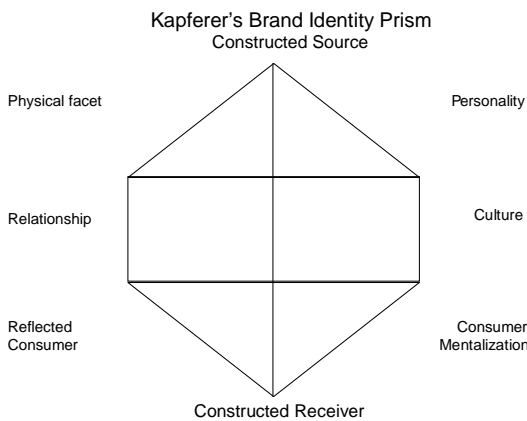 Kapferer's Brand Identity Prism
Constructed Source
Physical facet
Personality
Relationship
Culture
Reflected
Consumer
Consumer
Mentalization
Constructed Receiver